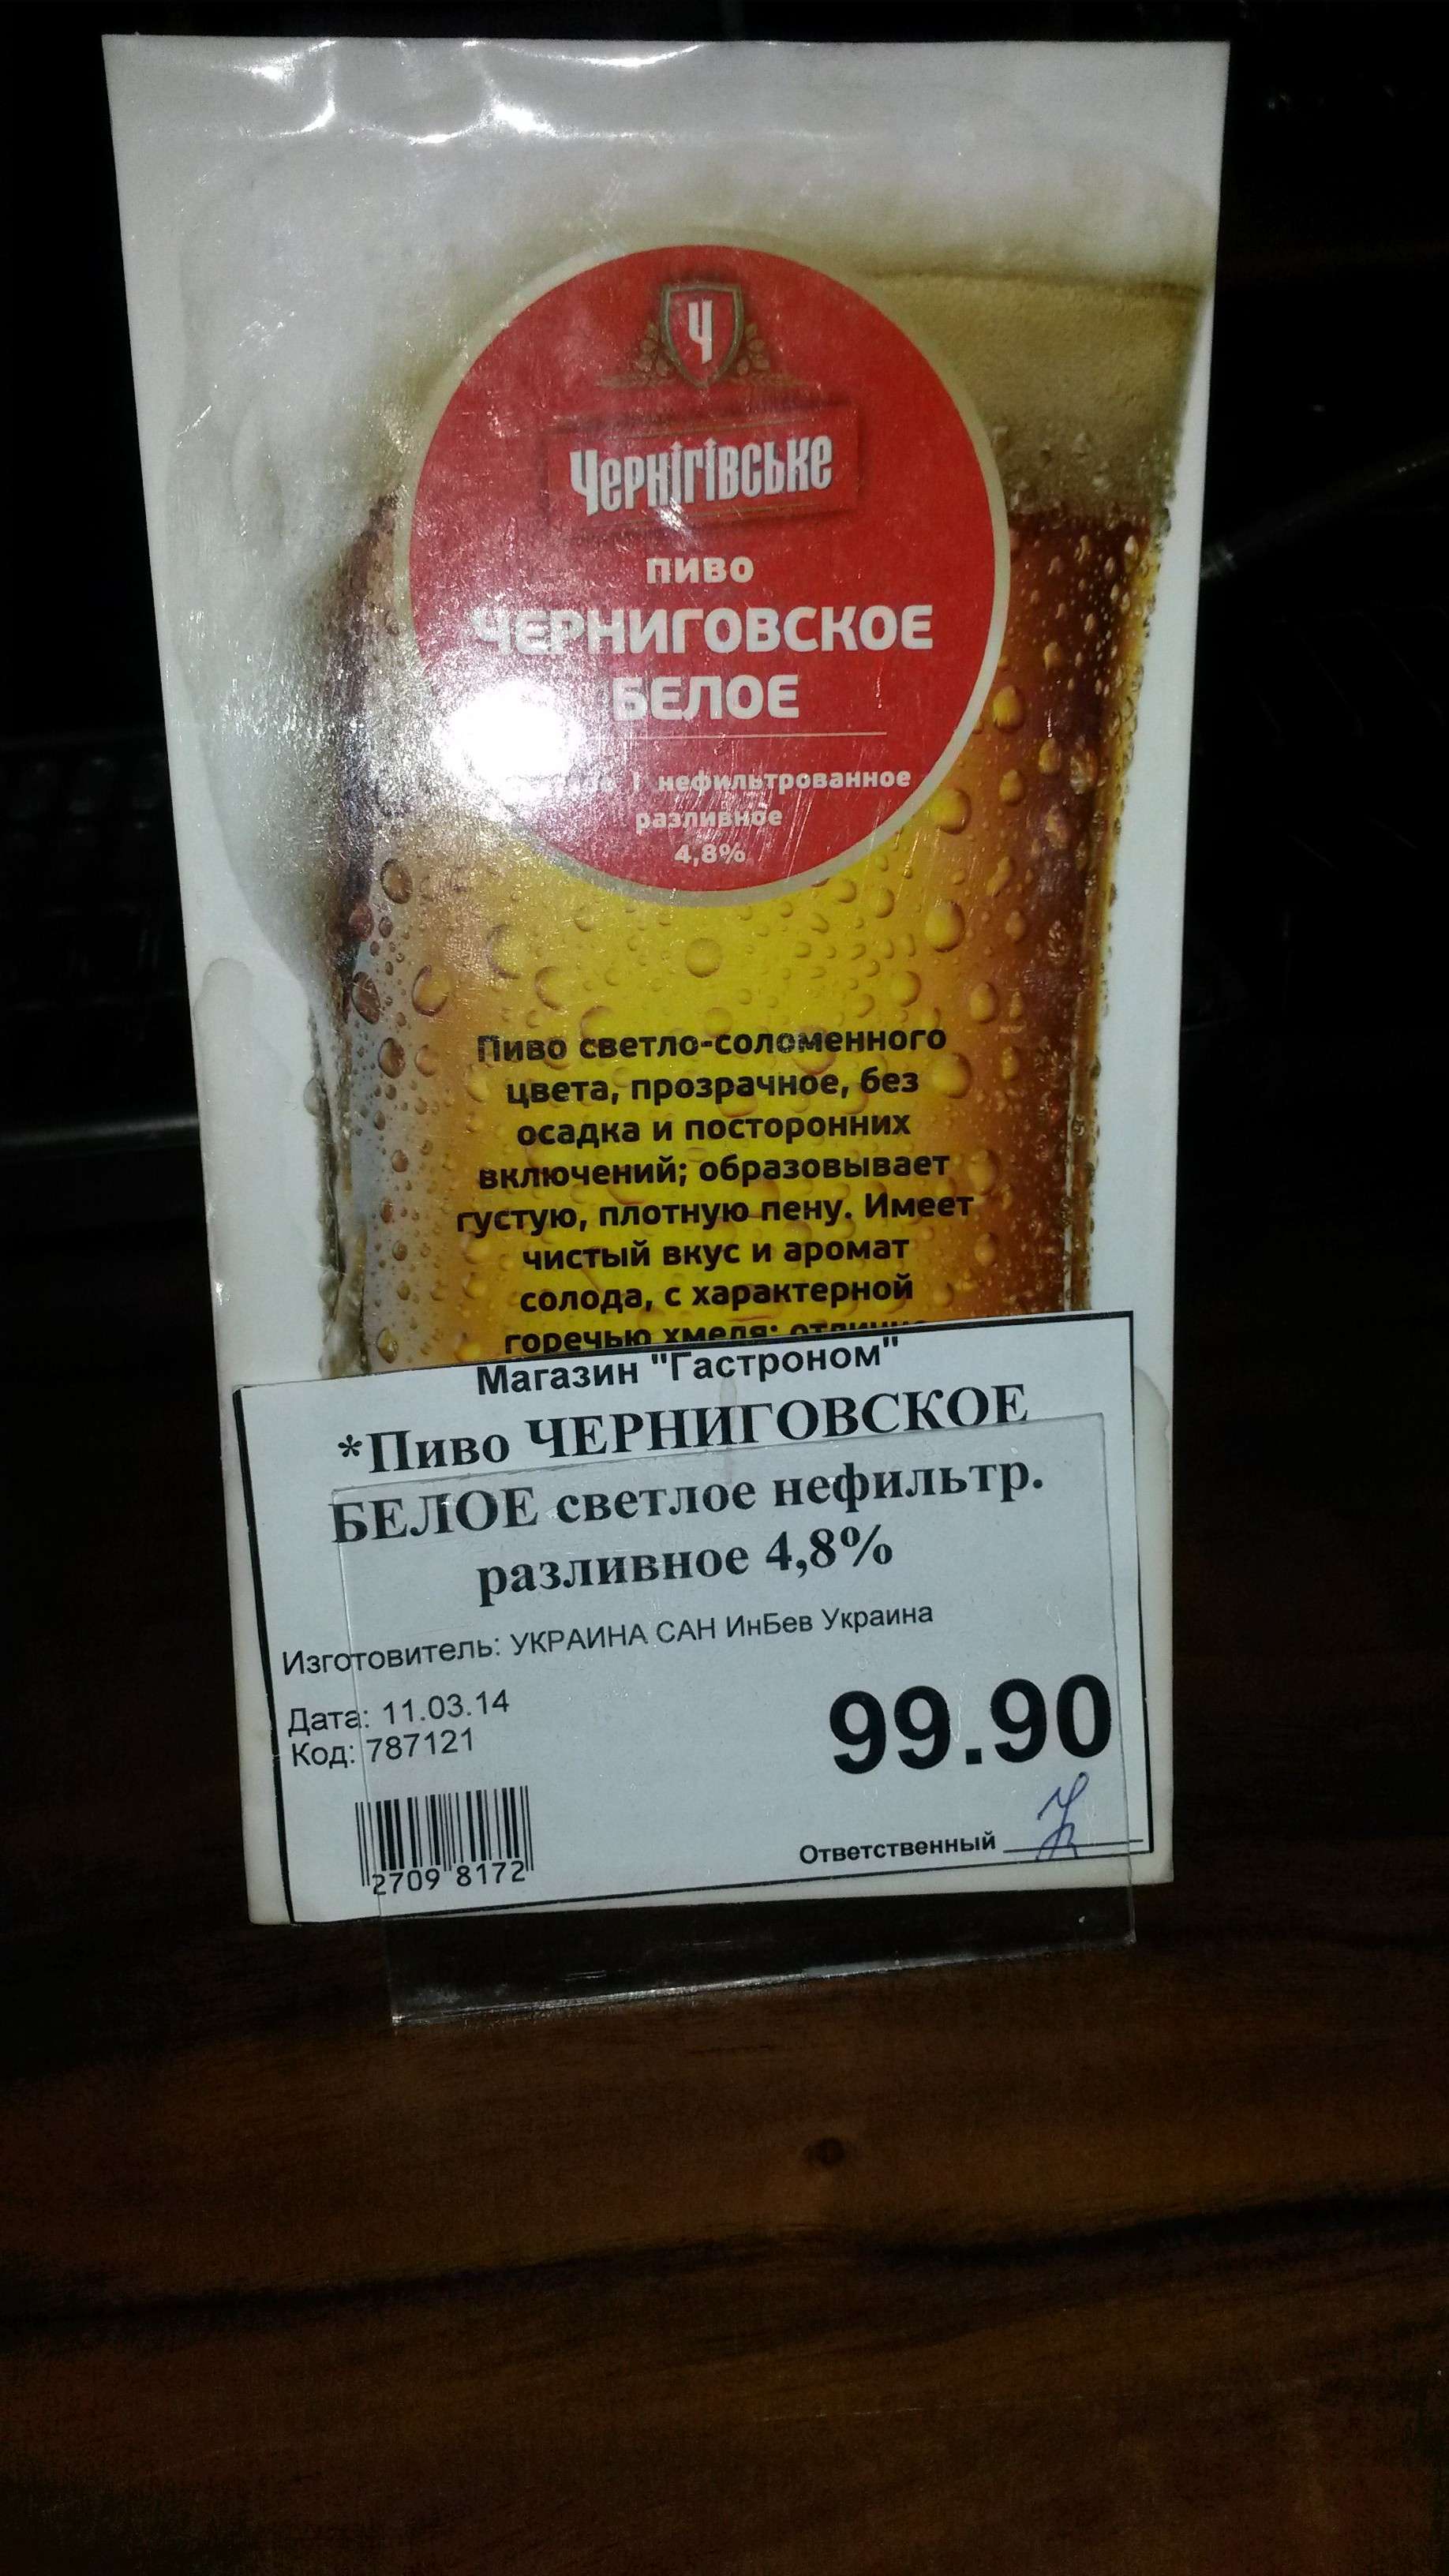 Ч
Чернігівське
пиво
ЧЕРНИГОВСКОЕ
БЕЛОЕ
| нефильтрованное
разливное
4,8%
Пиво светло-соломенного
цвета, прозрачное, без
осадка и посторонних
включений; образовывает
густую, плотную пену. Имеет
чистый вкус и аромат
солода, с характерной
горечью хмеля;
Магазин "Гастроном"
*Пиво ЧЕРНИГОВСКОЕ
БЕЛОЕ светлое нефильтр.
разливное 4,8%
Изготовитель: УКРАИНА САН ИнБев Украина
Дата: 11.03.14
Код: 787121
99.90
2709 8172
Ответственный